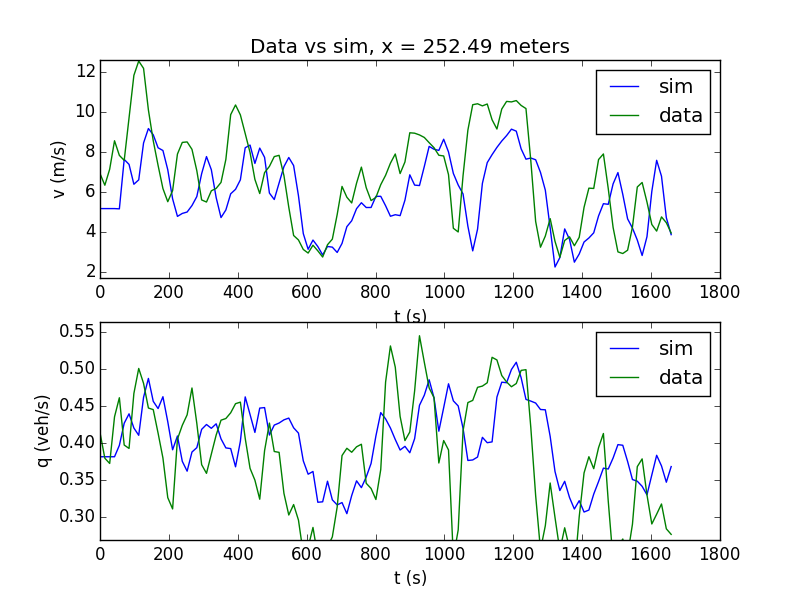 Data vs sim, x = 252.49 meters
12
10
8
6
4
2
v (m/s)
sim
data
0 200 400 600 800 1000 1200 1400 1600 1800
t (s)
0.55
0.50
0.45
0.40
0.35
0.30
q (veh/s)
sim
data
0 200 400 600 800 1000 1200 1400 1600 1800
t (s)